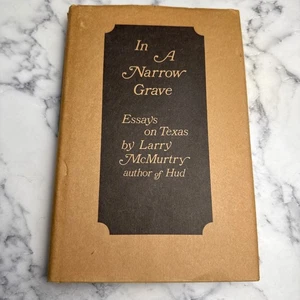 In
A
Narrow
Grave
Essays
on Texas
by Larry
McMurtry
author of Hud